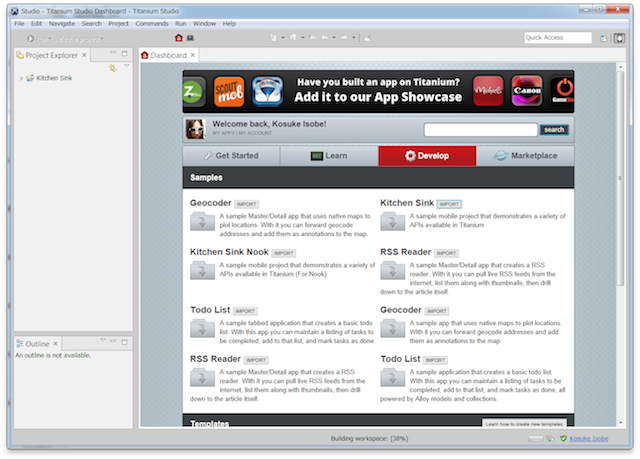 Studio - Titanium Studio Dashboard - Titanium Studio
File Edit Navigate Search Project Commands Run Window Help
Quick Access
Project Explorer
Dashboard
Kitchen Sink
Z
SCOUT
mob
Have you built an app on Titanium?
Add it to our App Showcase
Michaels
Canon
Welcome back, Kosuke Isobe!
MY APPS | MY ACCOUNT
search
Get Started
Learn
Develop
Marketplace
Samples
Geocoder IMPORT
A sample Master/Detail app that uses native maps to
plot locations. With it you can forward geocode
addresses and add them as annotations to the map.
Kitchen Sink IMPORT
A sample mobile project that demonstrates a variety of
APIs available in Titanium
Kitchen Sink Nook IMPORT
A sample mobile project that demonstrates a variety of
APIs available in Titanium (For Nook)
RSS Reader IMPORT
A sample Master/Detail app that creates a RSS
reader. With it you can pull live RSS feeds from the
internet, list them along with thumbnails, then drill
down to the article itself.
Todo List IMPORT
A sample tabbed application that creates a basic todo
list. With this app you can maintain a listing of tasks to
be completed, add to that list, and mark tasks as done.
Geocoder IMPORT
A sample app that uses native maps to plot locations.
With it you can forward geocode addresses and add
them as annotations to the map.
RSS Reader IMPORT
A sample Master/Detail app that creates a RSS
reader. With it you can pull live RSS feeds from the
internet, list them along with thumbnails, then drill
down to the article itself.
Todo List IMPORT
A sample application that creates a basic todo list
With this app you can maintain a listing of tasks to be
completed, add to that list, and mark tasks as done, all
powered by Alloy models and collections.
Outline
An outline is not available.
Templates
Learn how to create new templates
Building workspace: (38%)
Kosuke Isobe